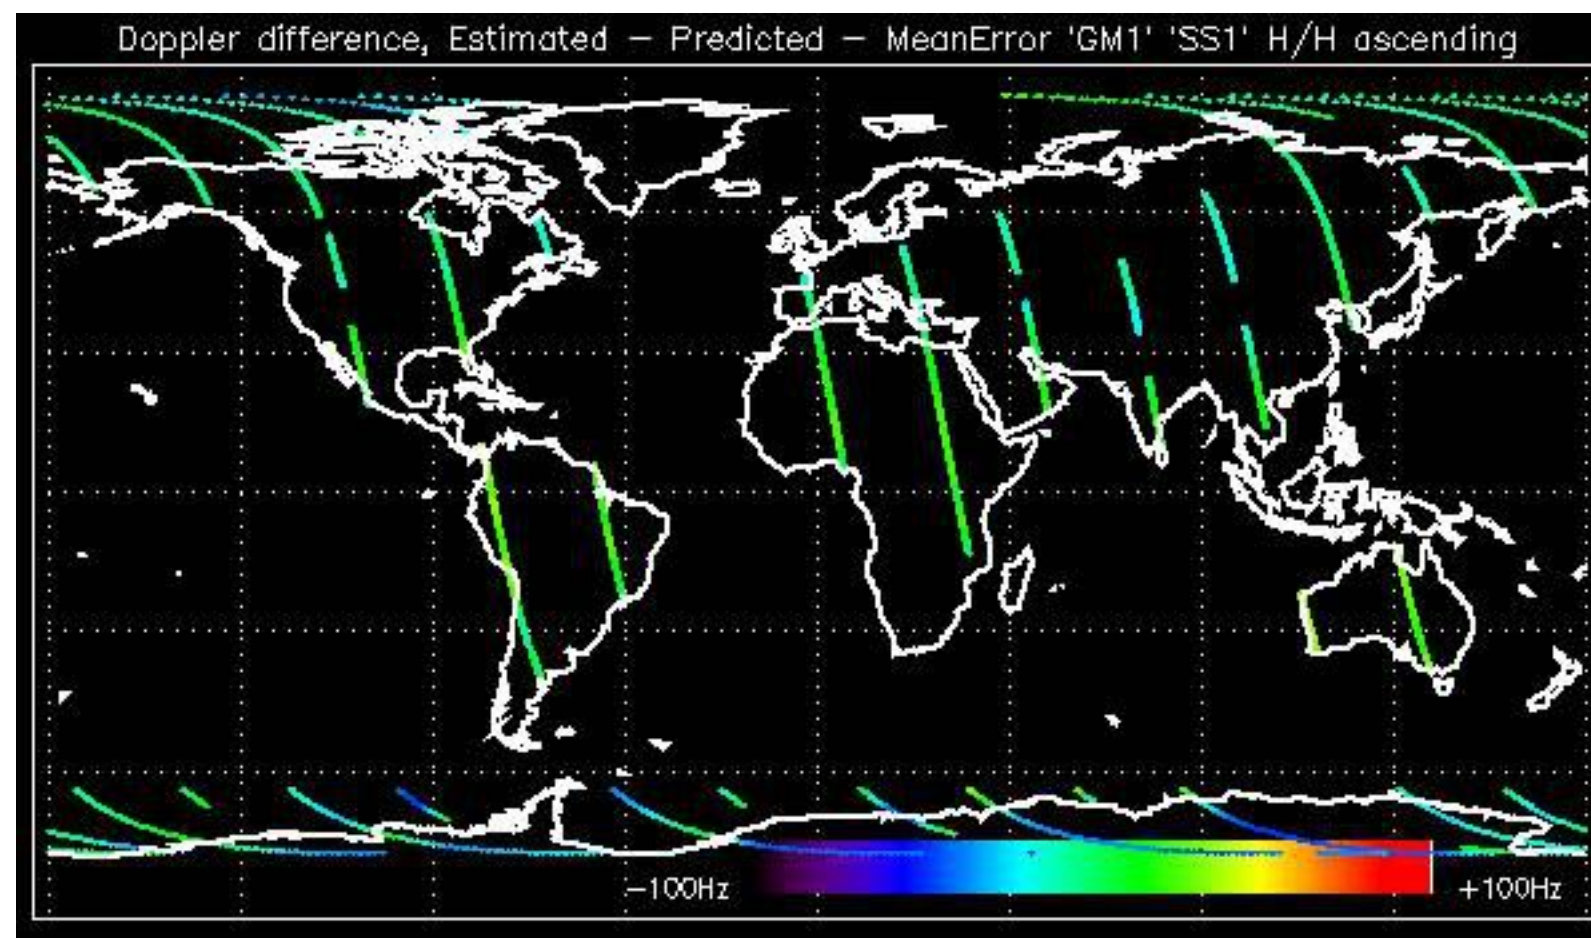 Doppler difference, Estimated – Predicted – MeanError 'GM1' 'SS1' H/H ascending
–100Hz
+100Hz